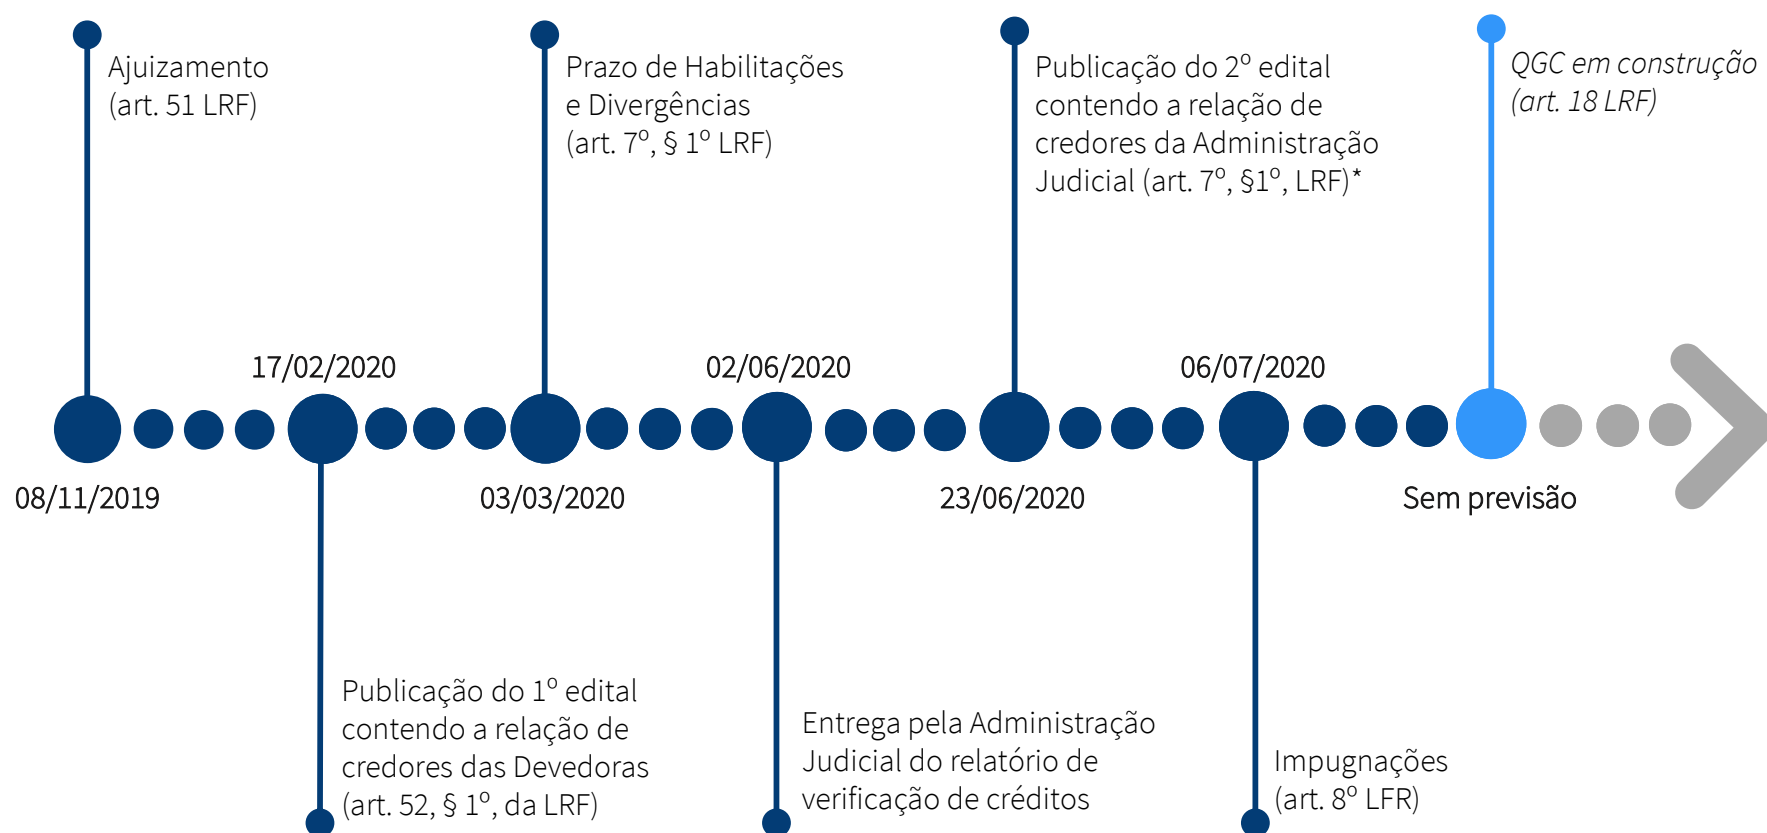 Ajuizamento
(art. 51 LRF)
Prazo de Habilitações
e Divergências
(art. 7º, § 1º LRF)
Publicação do 2º edital
contendo a relação de
credores da Administração
Judicial (art. 7º, §1º, LRF)*
QGC em construção
(art. 18 LRF)
17/02/2020
02/06/2020
06/07/2020
08/11/2019
03/03/2020
23/06/2020
Sem previsão
Publicação do 1º edital
contendo a relação de
credores das Devedoras
(art. 52, § 1º, da LRF)
Entrega pela Administração
Judicial do relatório de
verificação de créditos
Impugnações
(art. 8º LFR)